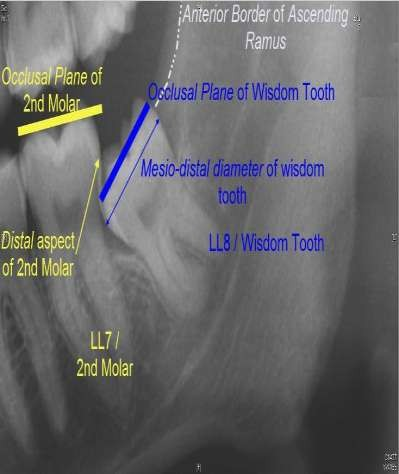 Anterior Border of Ascending
Ramus
Occlusal Plane of
2nd Molar
Occlusal Plane of Wisdom Tooth
Mesio-distal diameter of wisdom
tooth
Distal aspect
of 2nd Molar
LL8 / Wisdom Tooth
LL7 /
2nd Molar